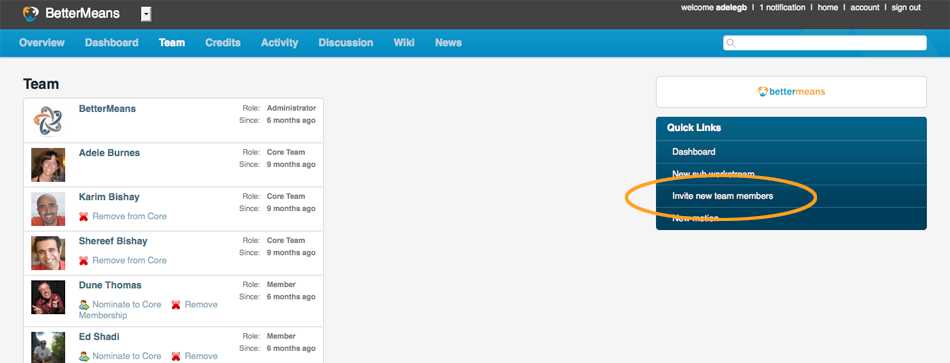 BetterMeans
welcome adelegb | 1 notification | home | account | sign out
Overview Dashboard Team Credits Activity Discussion Wiki News
Team
BetterMeans Role: Administrator
Since: 6 months ago
Adele Burnes Role: Core Team
Since: 9 months ago
Karim Bishay Role: Core Team
Since: 9 months ago
Remove from Core
Shereef Bishay Role: Core Team
Since: 9 months ago
Remove from Core
Dune Thomas Role: Member
Since: 6 months ago
Nominate to Core Remove
Membership
Ed Shadi Role: Member
Since: 6 months ago
Nominate to Core Remove
bettermeans
Quick Links
Dashboard
New sub workstream
Invite new team members
New motion